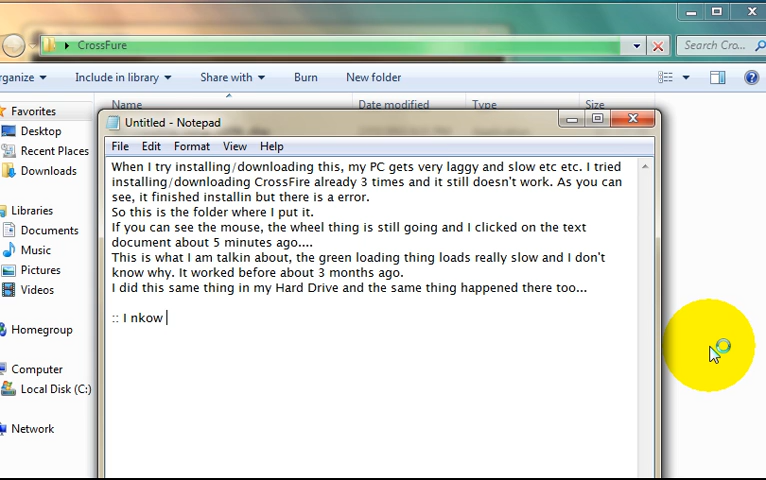 CrossFure
Search Cro...
rganize
Include in library
Share with
Burn
New folder
Favorites
Desktop
Recent Places
Downloads
Libraries
Documents
Music
Pictures
Videos
Homegroup
Computer
Local Disk (C:)
Network
Name
Date modified
Type
Size
Untitled - Notepad
File Edit Format View Help
When I try installing/downloading this, my PC gets very laggy and slow etc etc. I tried
installing/downloading CrossFire already 3 times and it still doesn't work. As you can
see, it finished installin but there is a error.
So this is the folder where I put it.
If you can see the mouse, the wheel thing is still going and I clicked on the text
document about 5 minutes ago....
This is what I am talkin about, the green loading thing loads really slow and I don't
know why. It worked before about 3 months ago.
I did this same thing in my Hard Drive and the same thing happened there too...
:: I nkow